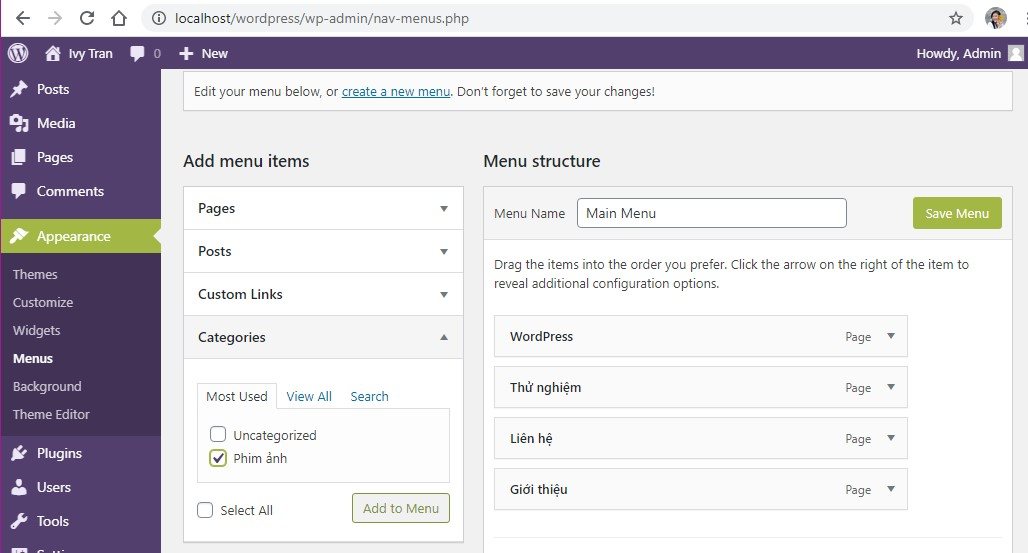 localhost/wordpress/wp-admin/nav-menus.php
Ivy Tran 0 New Howdy, Admin
Posts
Media
Pages
Comments
Appearance
Themes
Customize
Widgets
Menus
Background
Theme Editor
Plugins
Users
Tools
Edit your menu below, or create a new menu. Don't forget to save your changes!
Add menu items
Pages
Posts
Custom Links
Categories
Most Used View All Search
Uncategorized
Phim ảnh
Select All Add to Menu
Menu structure
Menu Name Main Menu Save Menu
Drag the items into the order you prefer. Click the arrow on the right of the item to
reveal additional configuration options.
WordPress Page
Thử nghiệm Page
Liên hệ Page
Giới thiệu Page